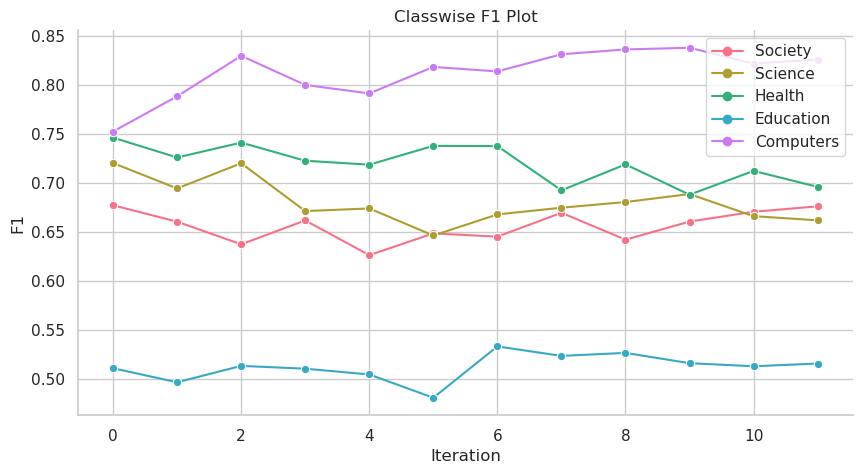 Classwise F1 Plot
0.85
0.80
0.75
0.70
0.65
0.60
0.55
0.50
F1
Society
Science
Health
Education
Computers
0 2 4 6 8 10
Iteration